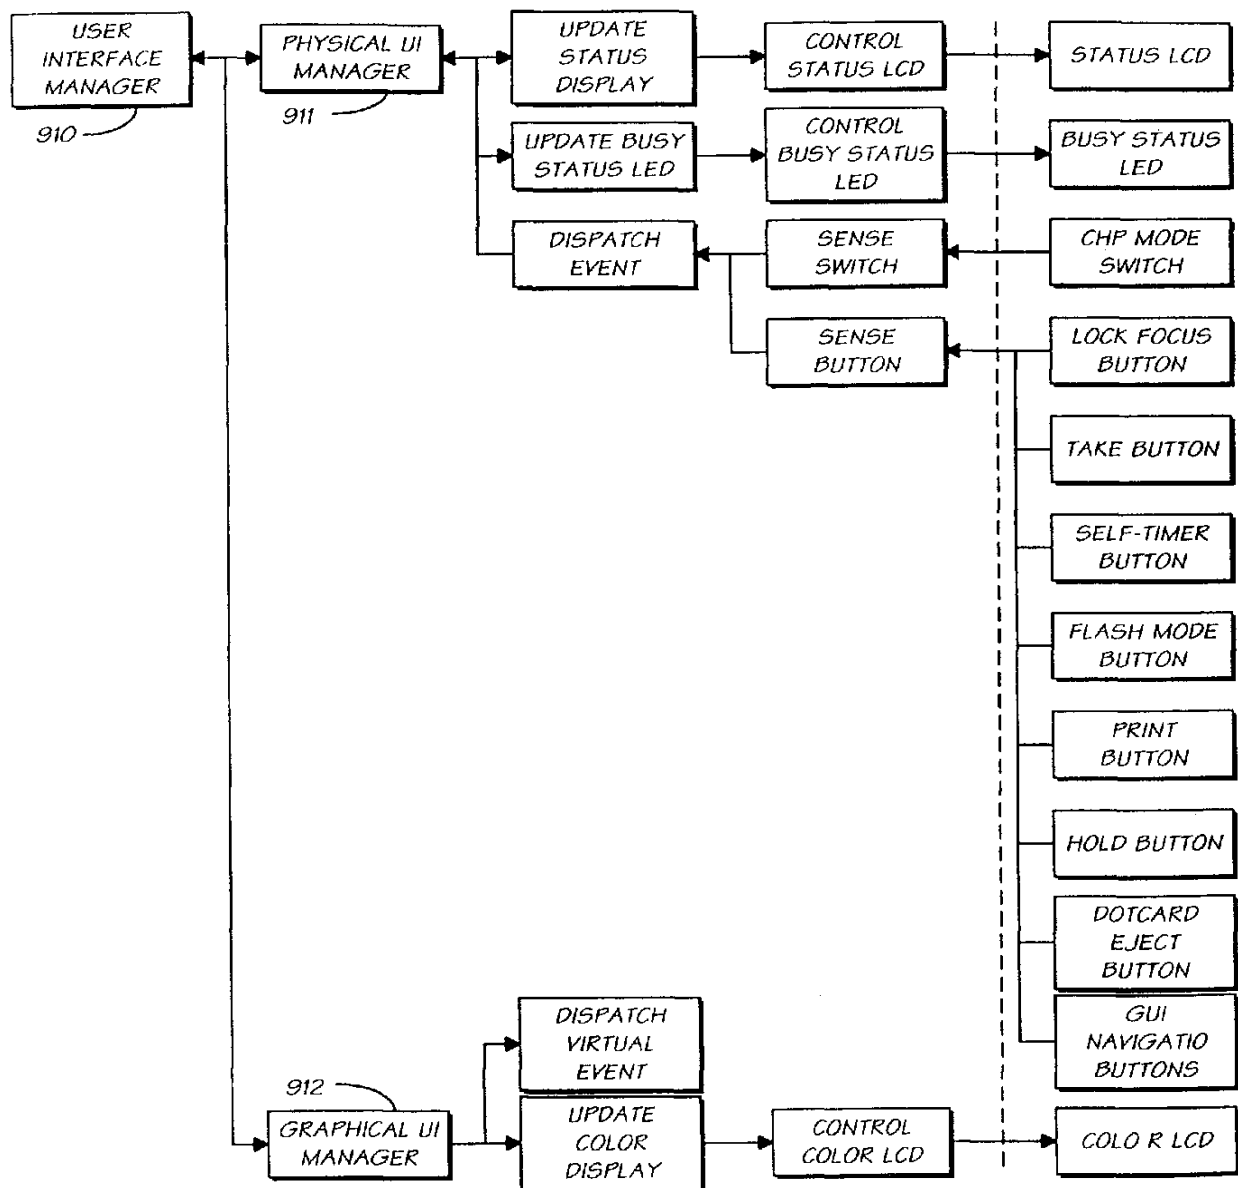 USER
INTERFACE
MANAGER
910
PHYSICAL UI
MANAGER
911
UPDATE
STATUS
DISPLAY
CONTROL
STATUS LCD
STATUS LCD
UPDATE BUSY
STATUS LED
CONTROL
BUSY STATUS
LED
BUSY STATUS
LED
DISPATCH
EVENT
SENSE
SWITCH
CHP MODE
SWITCH
SENSE
BUTTON
LOCK FOCUS
BUTTON
TAKE BUTTON
SELF-TIMER
BUTTON
FLASH MODE
BUTTON
PRINT
BUTTON
HOLD BUTTON
DOTCARD
EJECT
BUTTON
GUI
NAVIGATIO
BUTTONS
DISPATCH
VIRTUAL
EVENT
912
GRAPHICAL UI
MANAGER
UPDATE
COLOR
DISPLAY
CONTROL
COLOR LCD
COLO R LCD